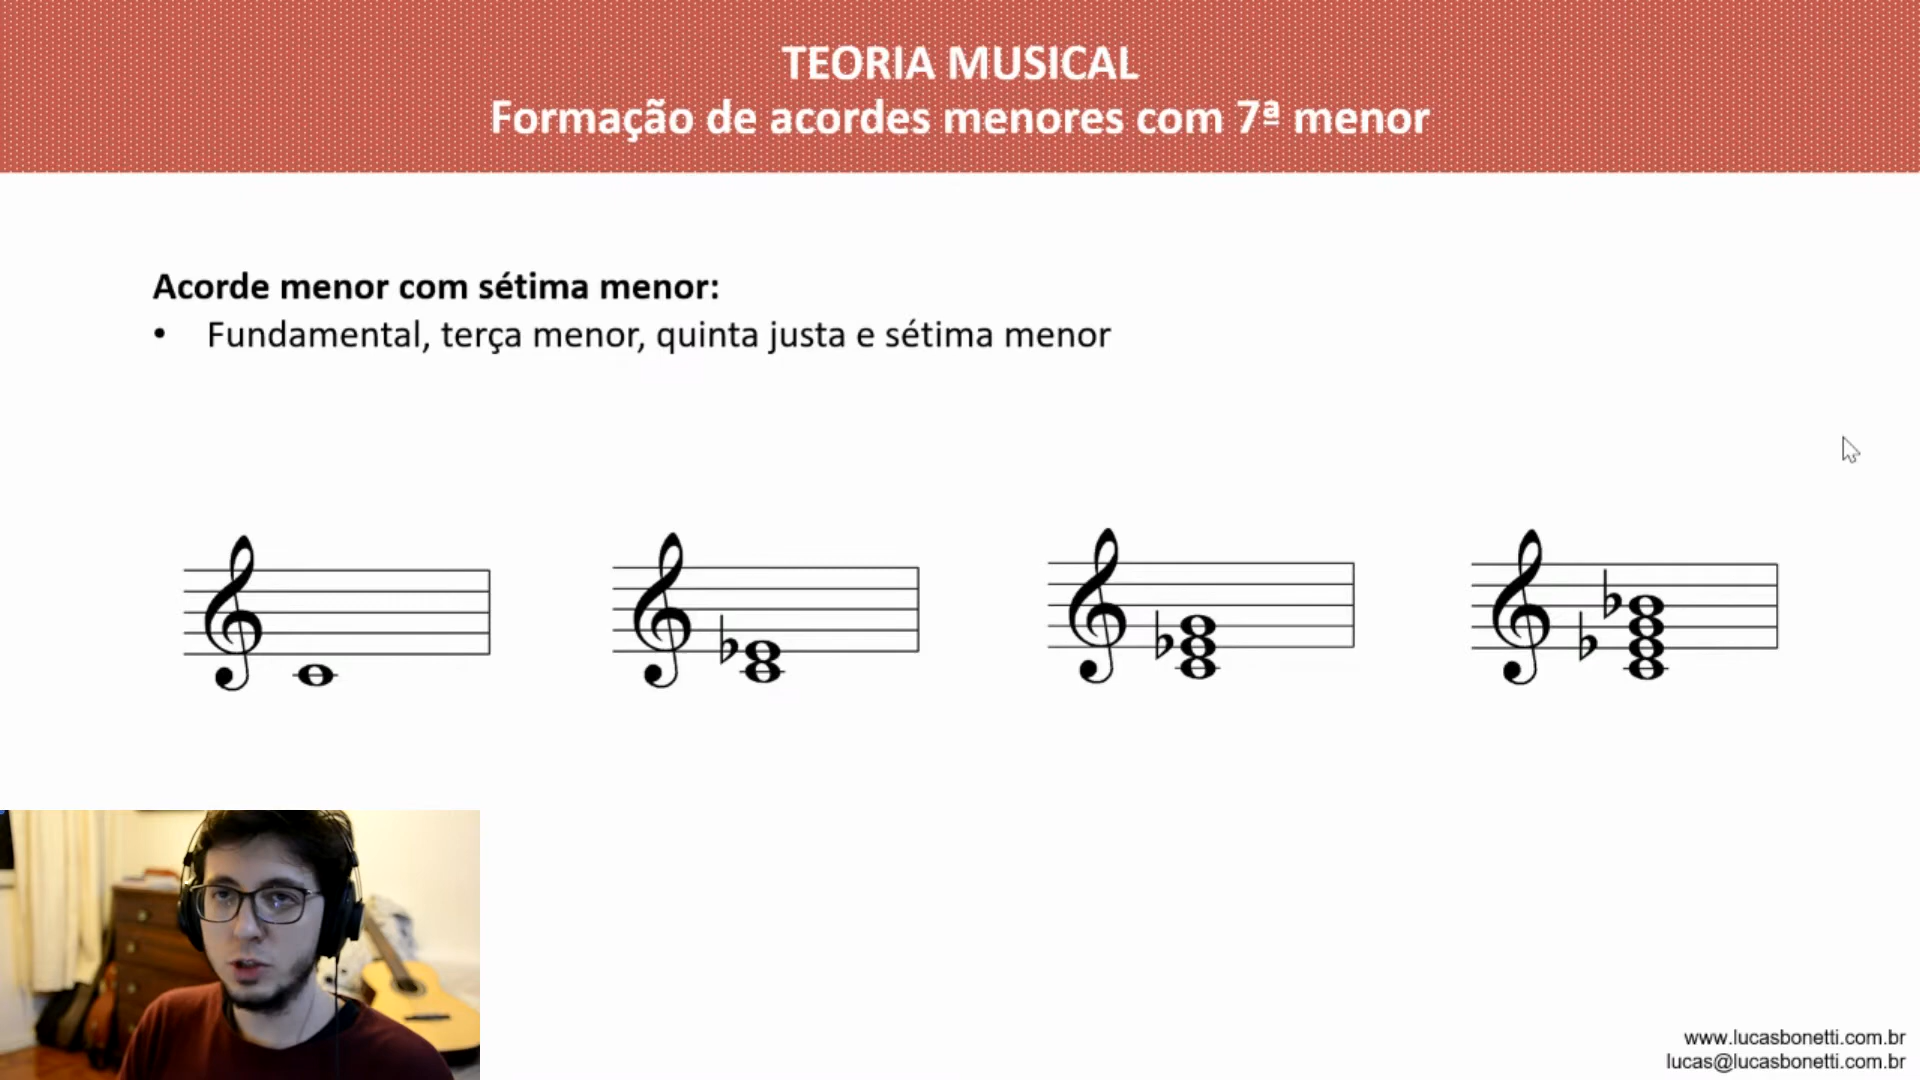 TEORIA MUSICAL
Formação de acordes menores com 7ª menor
Acorde menor com sétima menor:
• Fundamental, terça menor, quinta justa e sétima menor
www.lucasbonetti.com.br
lucas@lucasbonetti.com.br